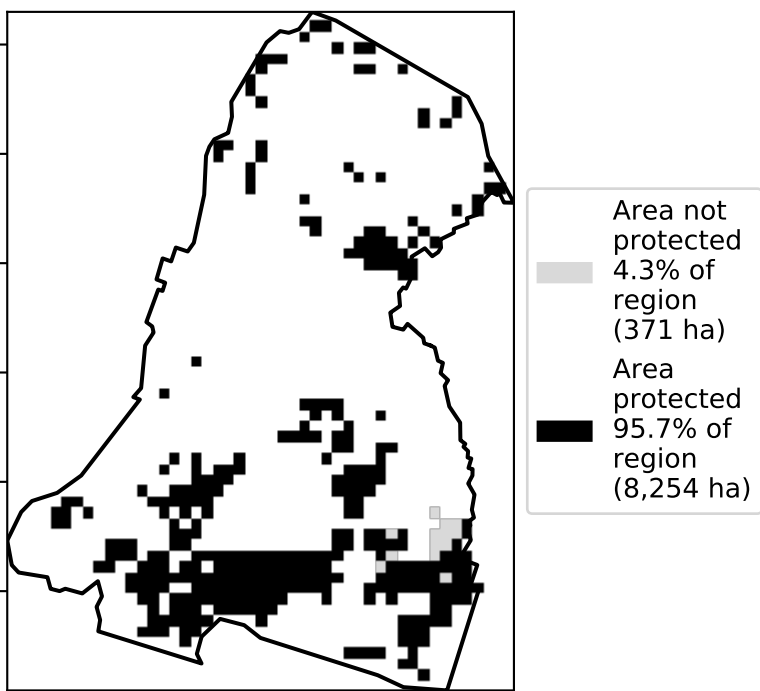 Area not
protected
4.3% of
region
(371 ha)
Area
protected
95.7% of
region
(8,254 ha)